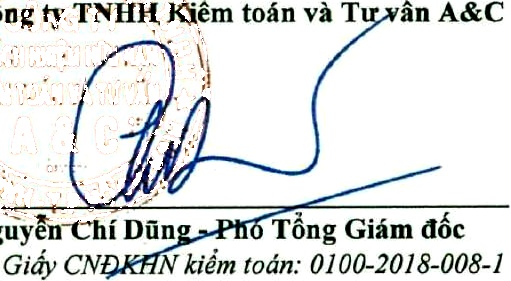 ông ty TNHH Kiểm toán và Tư vấn A&C
A & C
guyễn Chí Dũng - Phó Tổng Giám đốc
Giấy CNĐKHN kiểm toán: 0100-2018-008-1